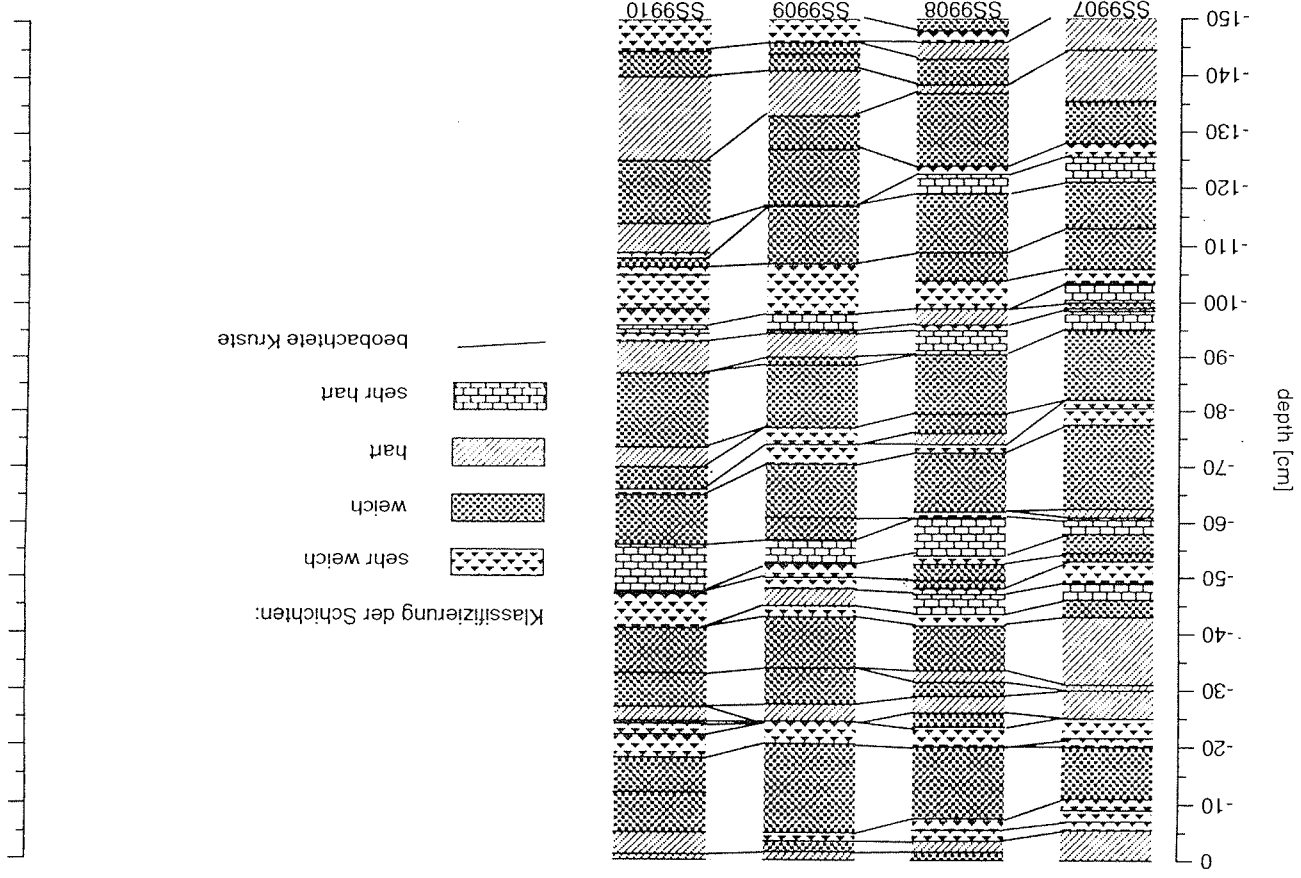 depth [cm]
0
-10
-20
-30
-40
-50
-60
-70
-80
-90
-100
-110
-120
-130
-140
-150
SS9907
SS9908
SS9909
SS9910
Klassifizierung der Schichten:
sehr weich
weich
hart
sehr hart
beobachtete Kruste